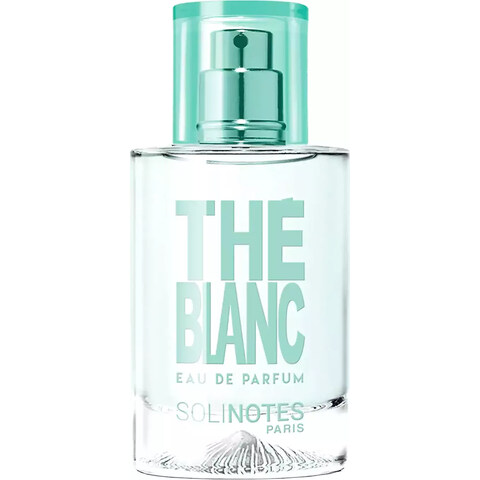 THÉ
BLANC
EAU DE PARFUM
SOLINOTES
PARIS